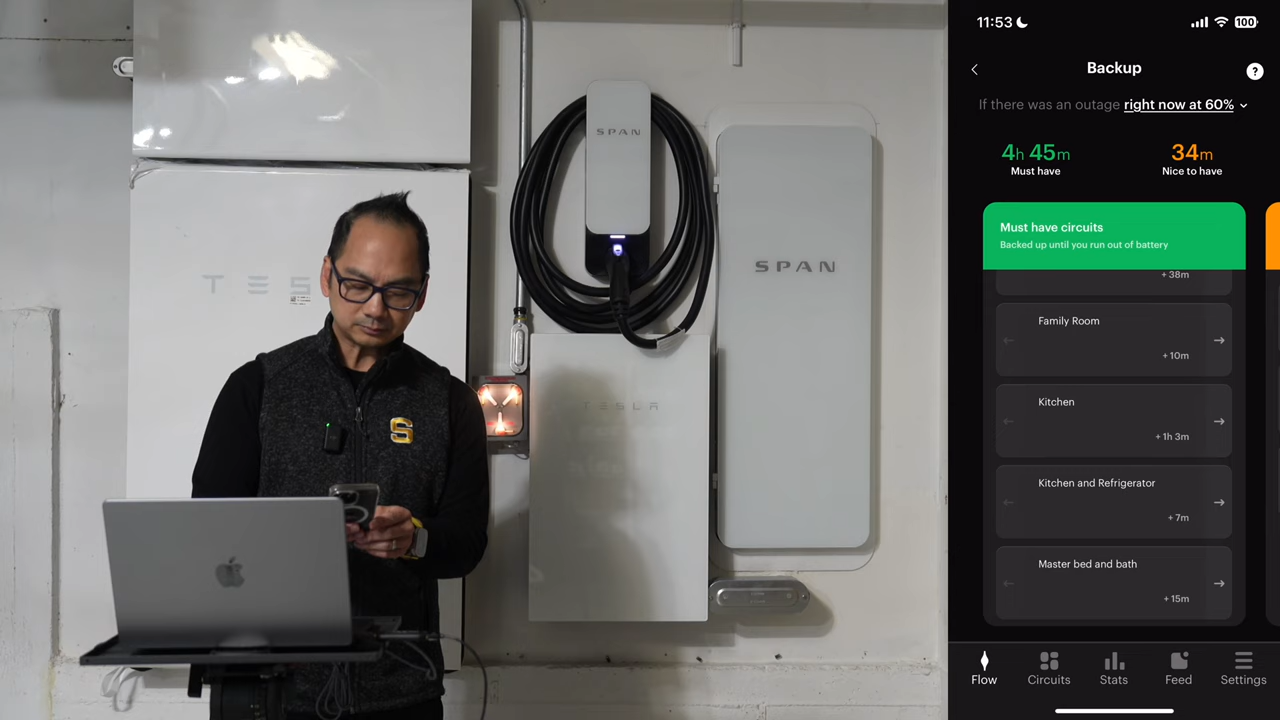 TES
SPAN
SPAN
TESLA
S
11:53
100
Backup
?
If there was an outage right now at 60%
4h 45m
Must have
34m
Nice to have
Must have circuits
Backed up until you run out of battery
+ 38m
Family Room
+ 10m
Kitchen
+ 1h 3m
Kitchen and Refrigerator
+ 7m
Master bed and bath
+ 15m
Flow
Circuits
Stats
Feed
Settings